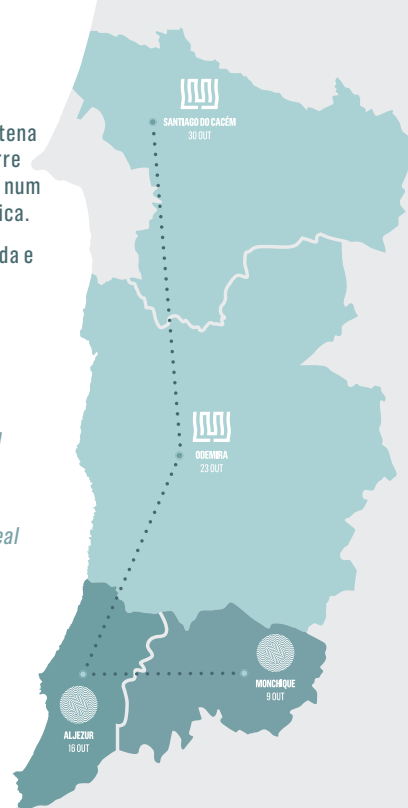 tena
rre
num
ica.
da e
eal
SANTIAGO DO CACÉM
30 OUT
ODEMIRA
23 OUT
MONCHIQUE
9 OUT
ALJEZUR
16 OUT